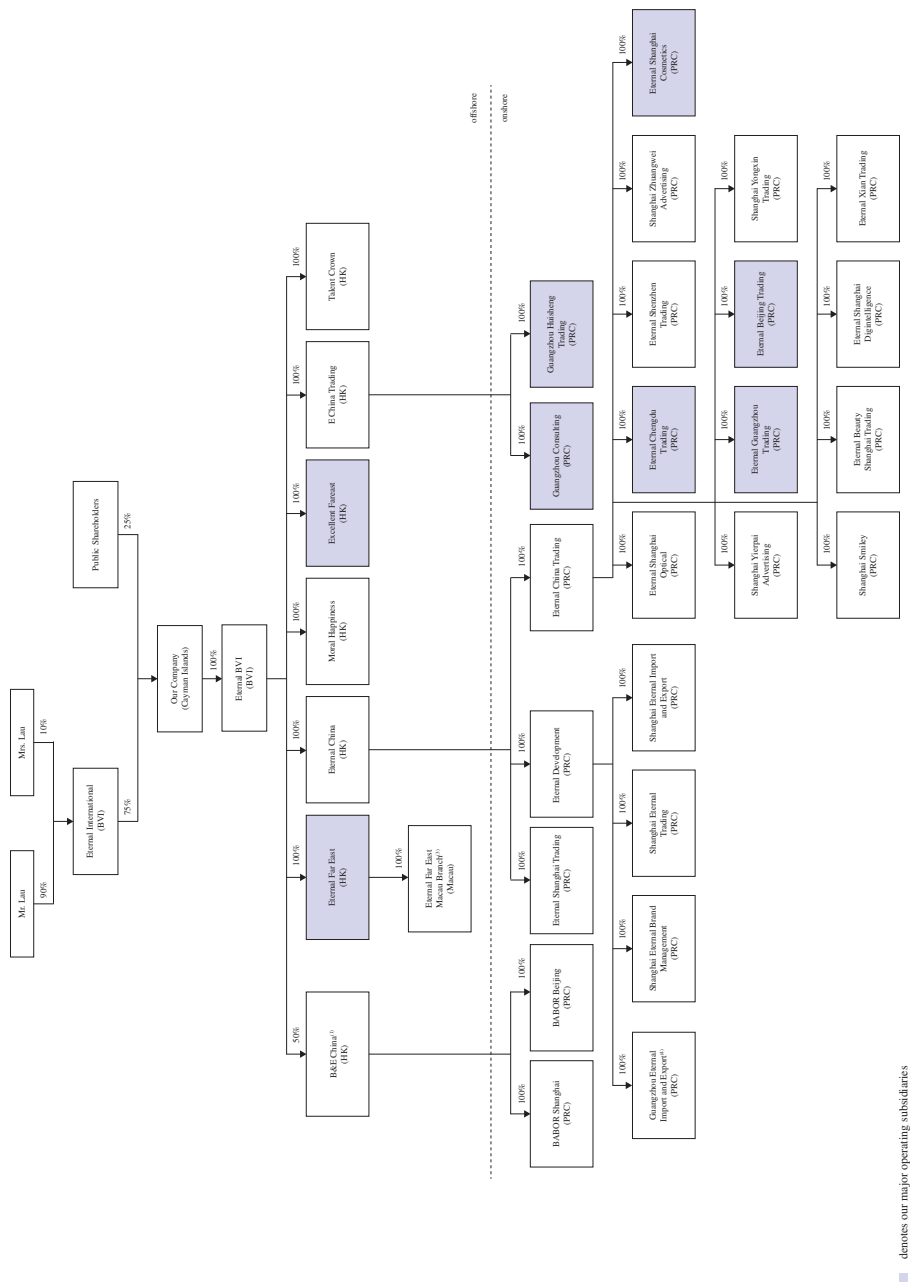 Mr. Lau
Mrs. Lau
90%
10%
Eternal International
(BVI)
Public Shareholders
75%
25%
Our Company
(Cayman Islands)
100%
Eternal BVI
(BVI)
50%
100%
100%
100%
100%
100%
100%
B&E China(1)
(HK)
Eternal Far East
(HK)
Eternal China
(HK)
Moral Happiness
(HK)
Excellent Fareast
(HK)
E China Trading
(HK)
Talent Crown
(HK)
100%
Eternal Far East
Macau Branch(3)
(Macau)
offshore
onshore
100%
100%
100%
100%
100%
100%
100%
BABOR Shanghai
(PRC)
BABOR Beijing
(PRC)
Eternal Shanghai Trading
(PRC)
Eternal Development
(PRC)
Eternal China Trading
(PRC)
Guangzhou Consulting
(PRC)
Guangzhou Huisheng
Trading
(PRC)
100%
100%
100%
100%
100%
100%
100%
100%
100%
Guangzhou Eternal
Import and Export(4)
(PRC)
Shanghai Eternal Brand
Management
(PRC)
Shanghai Eternal
Trading
(PRC)
Shanghai Eternal Import
and Export
(PRC)
Eternal Shanghai
Optical
(PRC)
Eternal Chengdu
Trading
(PRC)
Eternal Shenzhen
Trading
(PRC)
Shanghai Zhuangwei
Advertising
(PRC)
Eternal Shanghai
Cosmetics
(PRC)
100%
100%
100%
100%
Shanghai Yierpai
Advertising
(PRC)
Eternal Guangzhou
Trading
(PRC)
Eternal Beijing Trading
(PRC)
Shanghai Yongxin
Trading
(PRC)
100%
100%
100%
100%
Shanghai Smiley
(PRC)
Eternal Beauty
Shanghai Trading
(PRC)
Eternal Shanghai
Digintelligence
(PRC)
Eternal Xian Trading
(PRC)
denotes our major operating subsidiaries